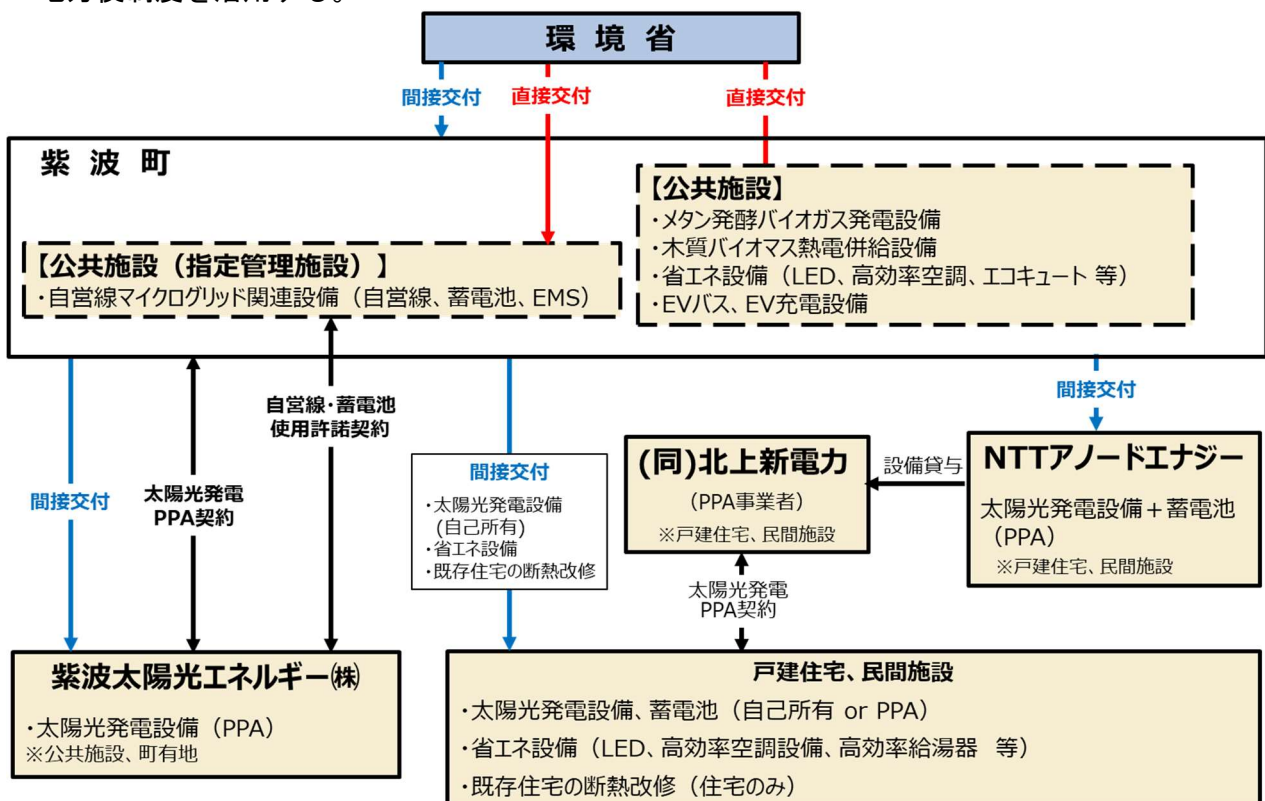 地方債制度を活用する。
環 境 省
間接交付
直接交付
直接交付
紫 波 町
【公共施設】
・メタン発酵バイオガス発電設備
・木質バイオマス熱電併給設備
・省エネ設備（LED、高効率空調、エコキュート 等）
・EVバス、EV充電設備
【公共施設（指定管理施設）】
・自営線マイクログリッド関連設備（自営線、蓄電池、EMS）
間接交付
太陽光発電
PPA契約
自営線・蓄電池
使用許諾契約
間接交付
・太陽光発電設備
(自己所有)
・省エネ設備
・既存住宅の断熱改修
間接交付
(同)北上新電力
(PPA事業者)
※戸建住宅、民間施設
設備貸与
NTTアノードエナジー
太陽光発電設備＋蓄電池
(PPA)
※戸建住宅、民間施設
太陽光発電
PPA契約
紫波太陽光エネルギー㈱
・太陽光発電設備（PPA）
※公共施設、町有地
戸建住宅、民間施設
・太陽光発電設備、蓄電池（自己所有 or PPA）
・省エネ設備（LED、高効率空調設備、高効率給湯器 等）
・既存住宅の断熱改修（住宅のみ）